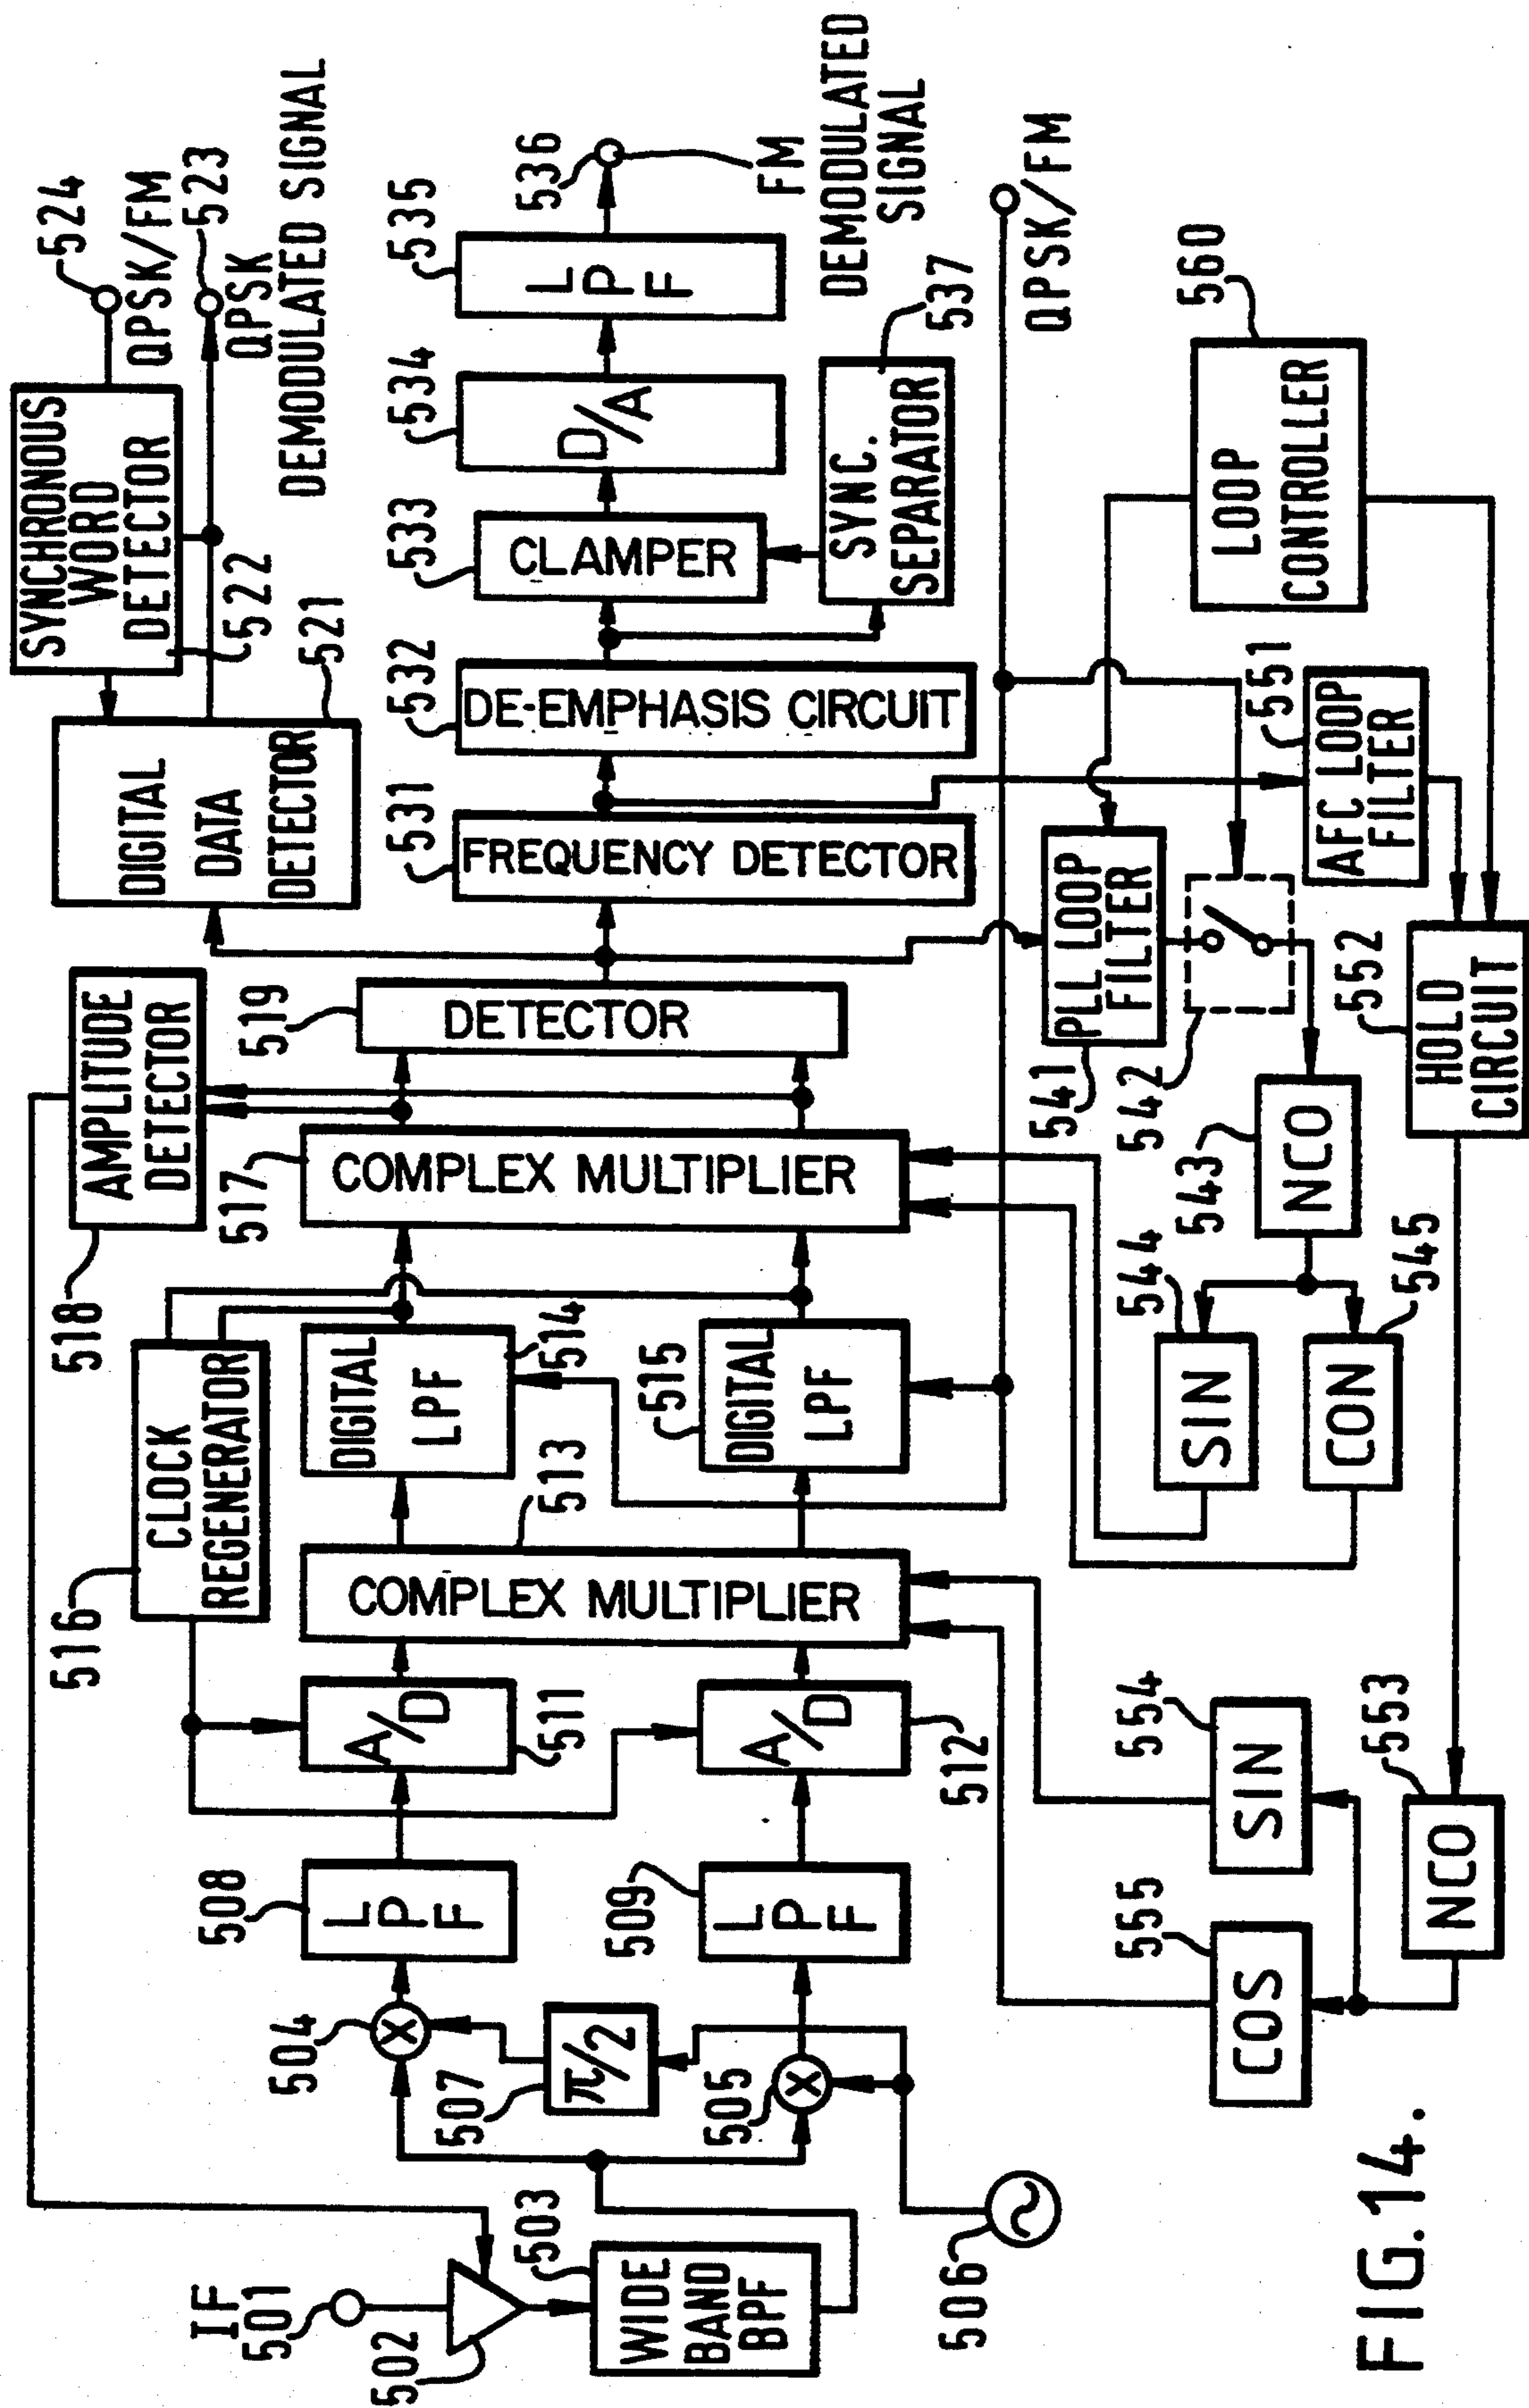 IF
501
502
503
WIDE
BAND
BPF
504
505
506
507
π/2
508
LPF
509
LPF
A/D
511
A/D
512
516
CLOCK
REGENERATOR
COMPLEX MULTIPLIER
513
DIGITAL
LPF
514
515
DIGITAL
LPF
517
COMPLEX MULTIPLIER
518
AMPLITUDE
DETECTOR
519
DETECTOR
DIGITAL
DATA
DETECTOR
521
SYNCHRONOUS
WORD
DETECTOR
522
524
QPSK/FM
523
QPSK
DEMODULATED SIGNAL
531
FREQUENCY DETECTOR
532
DE-EMPHASIS CIRCUIT
533
CLAMPER
534
D/A
535
LPF
536
FM
DEMODULATED
SIGNAL
SYNC.
SEPARATOR
537
QPSK/FM
541
PLL LOOP
FILTER
542
543
NCO
544
SIN
545
CON
551
AFC LOOP
FILTER
552
HOLD
CIRCUIT
553
NCO
554
SIN
555
COS
560
LOOP
CONTROLLER
FIG.14.